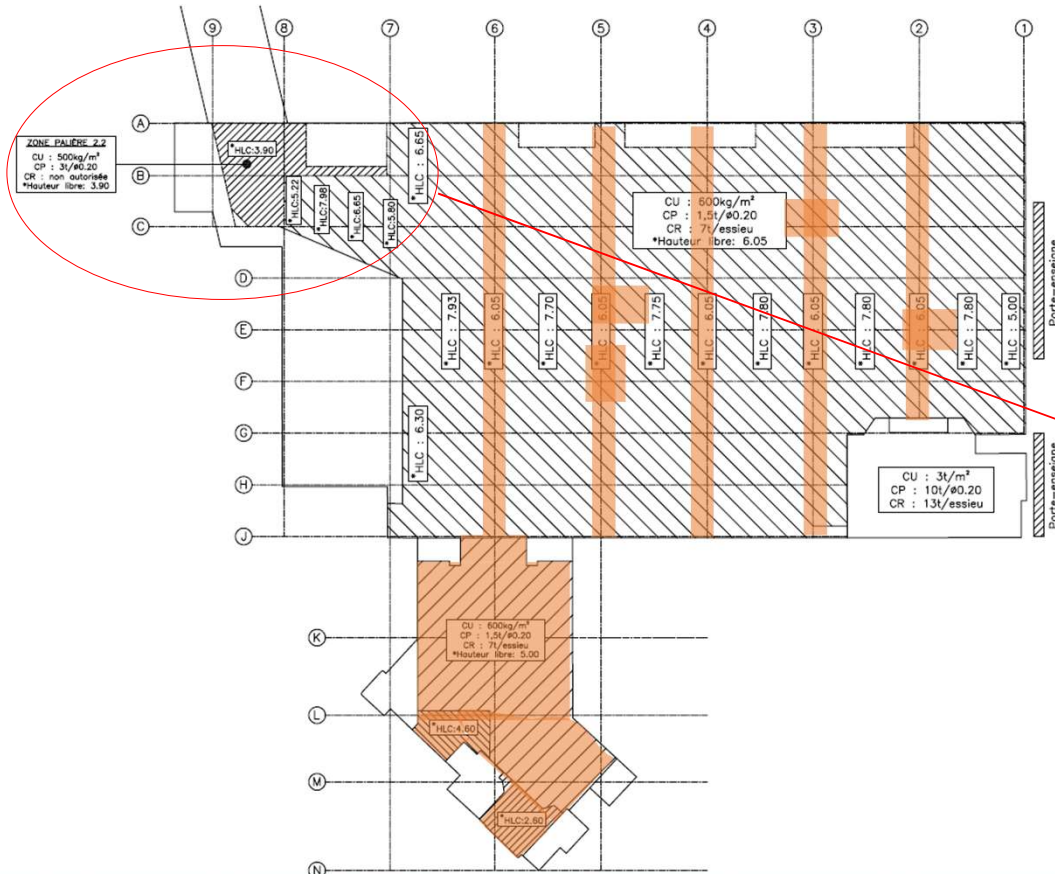 9
8
7
6
5
4
3
2
1
A
B
C
D
E
F
G
H
J
K
L
M
N
ZONE PALIÈRE 2.2
CU : 500kg/m²
CP : 3t/ø0.20
CR : non autorisée
*Hauteur libre: 3.90
*HLC:3.90
*HLC:5.22
*HLC:7.98
*HLC:6.65
*HLC:5.80
*HLC : 6.65
CU : 600kg/m²
CP : 1,5t/ø0.20
CR : 7t/essieu
*Hauteur libre: 6.05
*HLC : 7.93
*HLC : 6.05
*HLC : 7.70
*HLC : 6.05
*HLC : 7.75
*HLC : 6.05
*HLC : 7.80
*HLC : 6.05
*HLC : 7.80
*HLC : 6.05
*HLC : 7.80
*HLC : 5.00
*HLC : 6.30
Porte-enseigne
CU : 3t/m²
CP : 10t/ø0.20
CR : 13t/essieu
Porte-enseigne
CU : 600kg/m²
CP : 1,5t/ø0.20
CR : 7t/essieu
*Hauteur libre: 5.00
*HLC:4.60
*HLC:2.60